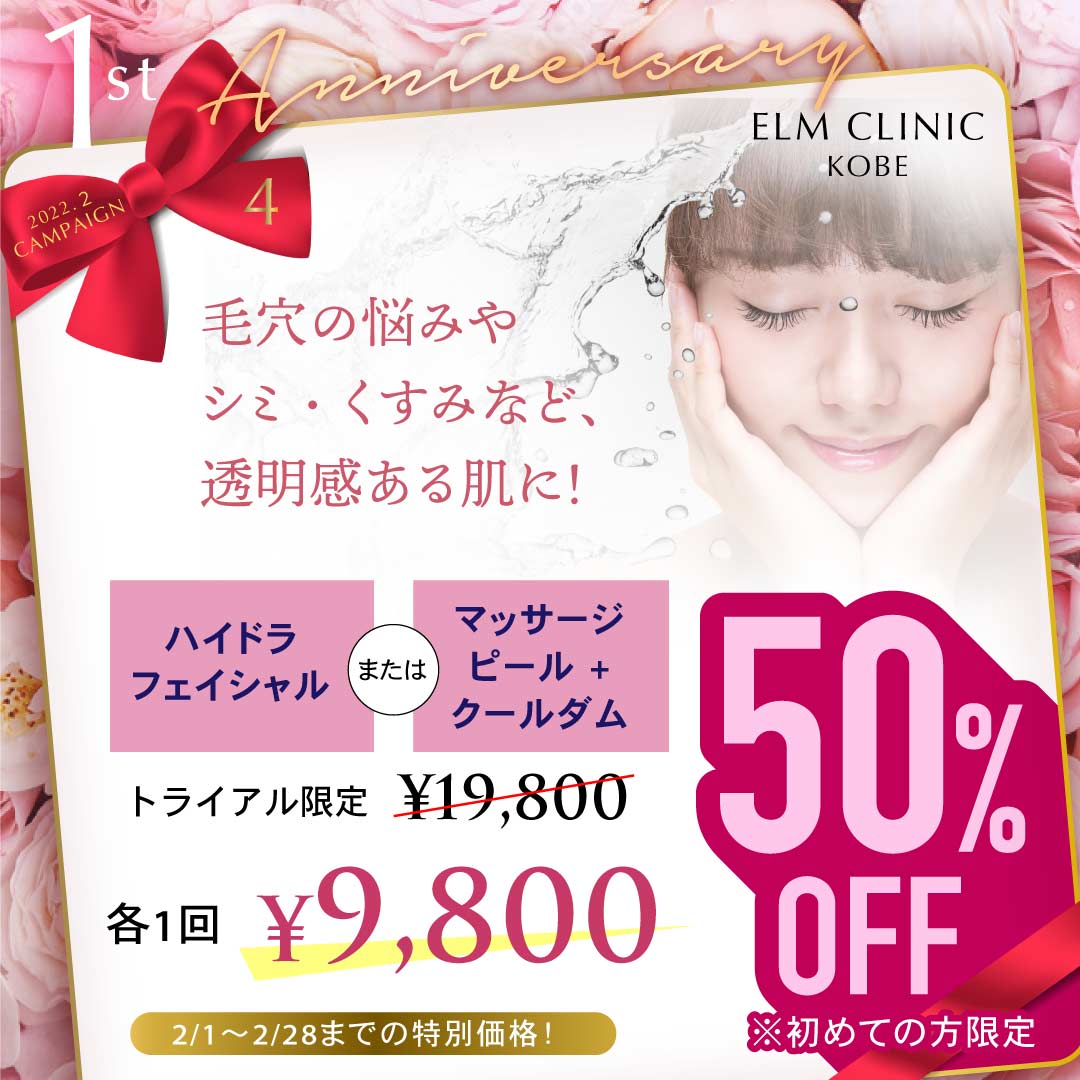 1st Anniversary
ELM CLINIC
KOBE
2022.2
CAMPAIGN
4
毛穴の悩みや
シミ・くすみなど、
透明感ある肌に!
ハイドラ
フェイシャル
または
マッサージ
ピール +
クールダム
トライアル限定 ¥19,800
各1回 ¥9,800
50%
OFF
2/1〜2/28までの特別価格!
※初めての方限定